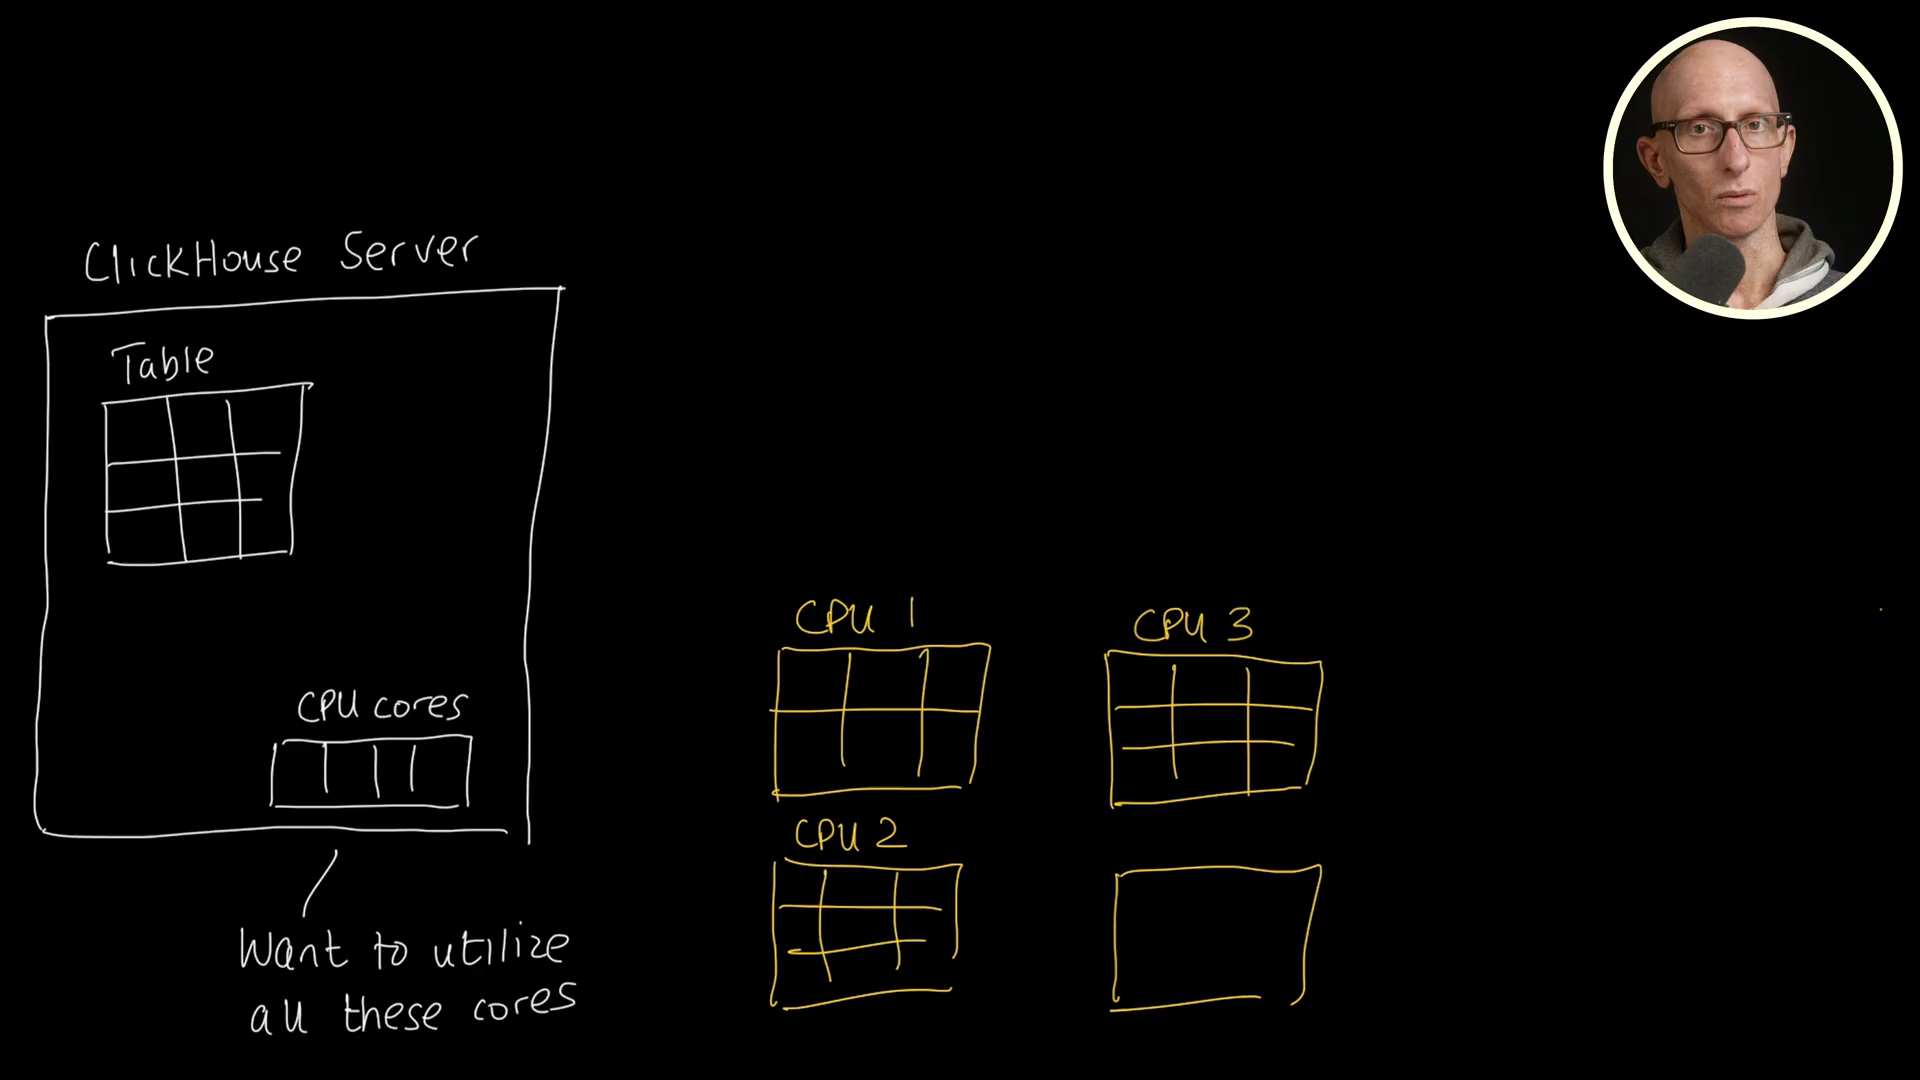 ClickHouse Server
Table
CPU cores
Want to utilize
all these cores
CPU 1
CPU 3
CPU 2